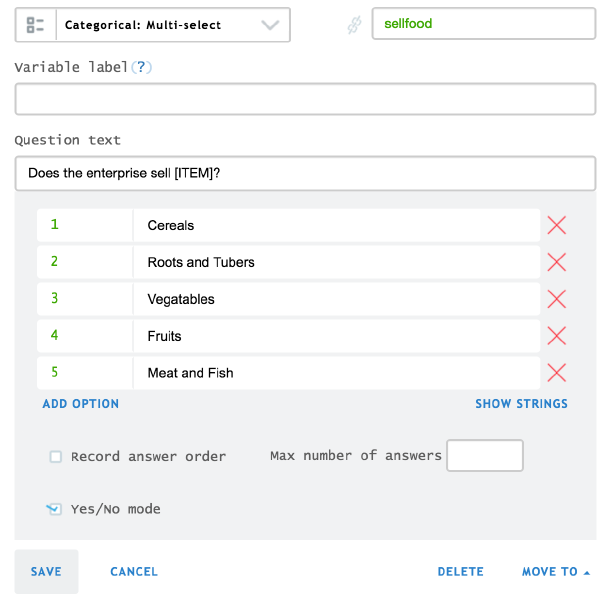 Categorical: Multi-select
sellfood
Variable label(?)
Question text
Does the enterprise sell [ITEM]?
1 Cereals
2 Roots and Tubers
3 Vegatables
4 Fruits
5 Meat and Fish
ADD OPTION SHOW STRINGS
Record answer order Max number of answers
Yes/No mode
SAVE CANCEL DELETE MOVE TO